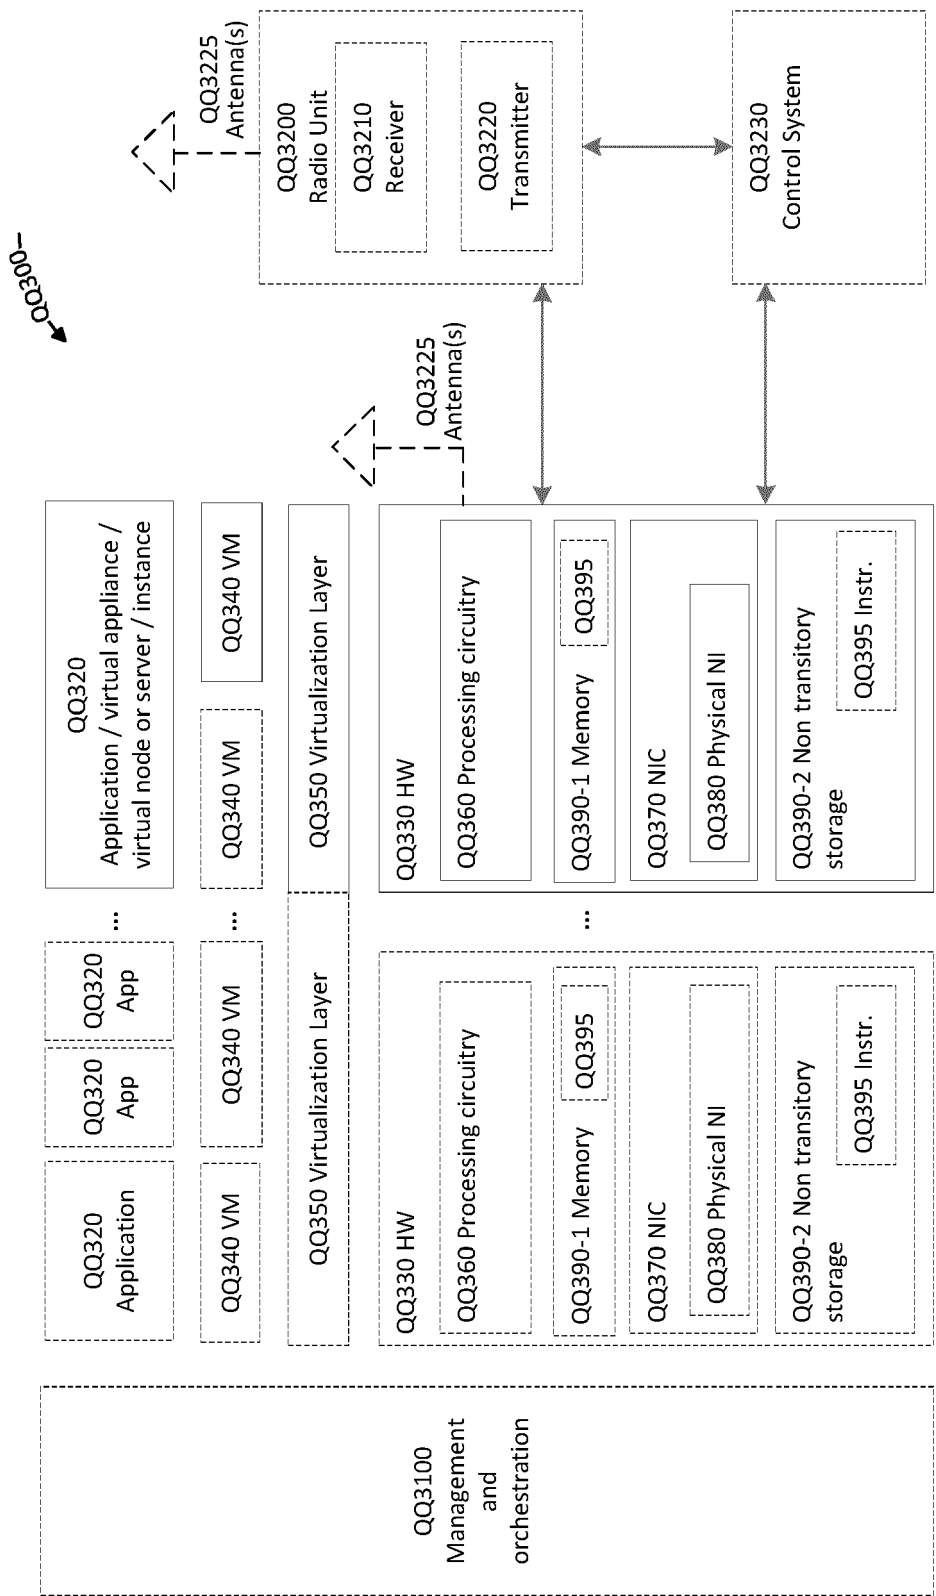 QQ300
QQ3100
Management
and
orchestration
QQ320
Application
QQ320
App
QQ320
App
...
QQ320
Application / virtual appliance /
virtual node or server / instance
QQ340 VM
QQ340 VM
...
QQ340 VM
QQ340 VM
QQ350 Virtualization Layer
QQ350 Virtualization Layer
QQ330 HW
QQ360 Processing circuitry
QQ390-1 Memory
QQ395
QQ370 NIC
QQ380 Physical NI
QQ390-2 Non transitory
storage
QQ395 Instr.
...
QQ330 HW
QQ360 Processing circuitry
QQ390-1 Memory
QQ395
QQ370 NIC
QQ380 Physical NI
QQ390-2 Non transitory
storage
QQ395 Instr.
QQ3225
Antenna(s)
QQ3225
Antenna(s)
QQ3200
Radio Unit
QQ3210
Receiver
QQ3220
Transmitter
QQ3230
Control System